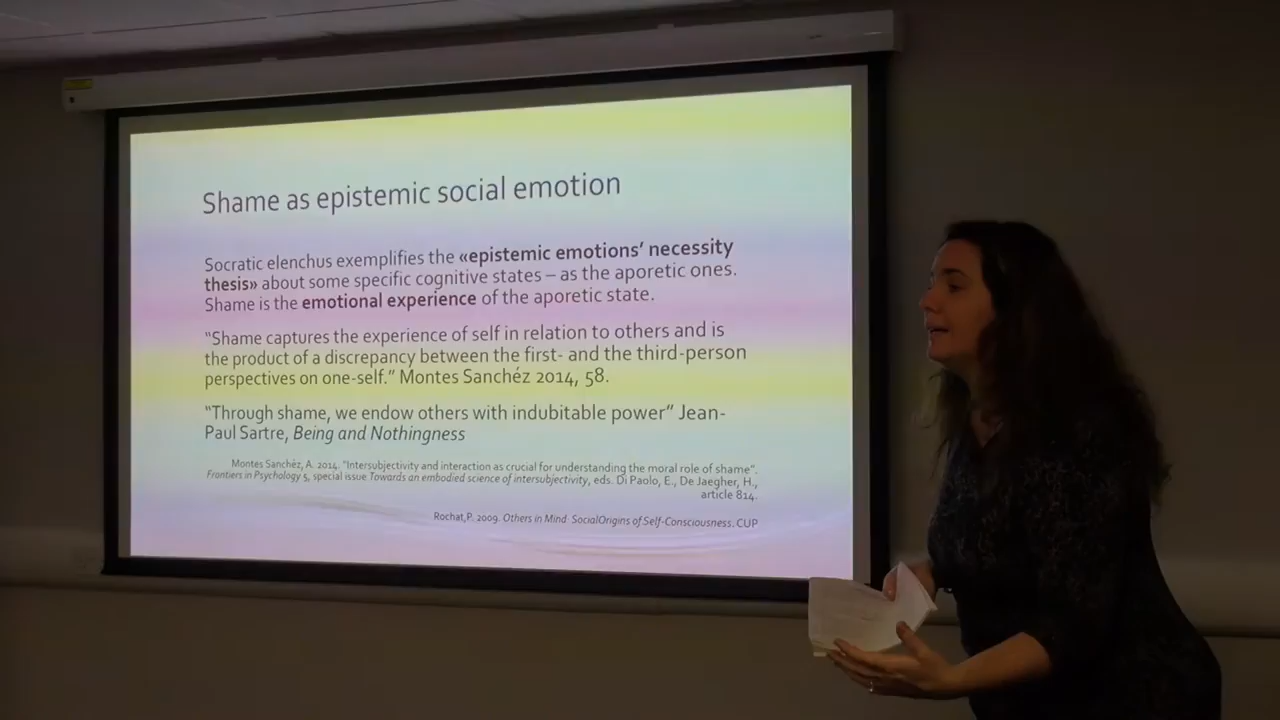 Shame as epistemic social emotion
Socratic elenchus exemplifies the «epistemic emotions' necessity
thesis» about some specific cognitive states – as the aporetic ones.
Shame is the emotional experience of the aporetic state.
"Shame captures the experience of self in relation to others and is
the product of a discrepancy between the first- and the third-person
perspectives on one-self." Montes Sanchéz 2014, 58.
"Through shame, we endow others with indubitable power" Jean-
Paul Sartre, Being and Nothingness
Montes Sanchéz, A. 2014. "Intersubjectivity and interaction as crucial for understanding the moral role of shame".
Frontiers in Psychology 5, special issue Towards an embodied science of intersubjectivity, eds. Di Paolo, E., De Jaegher, H.,
article 814.
Rochat, P. 2009. Others in Mind. Social Origins of Self-Consciousness. CUP